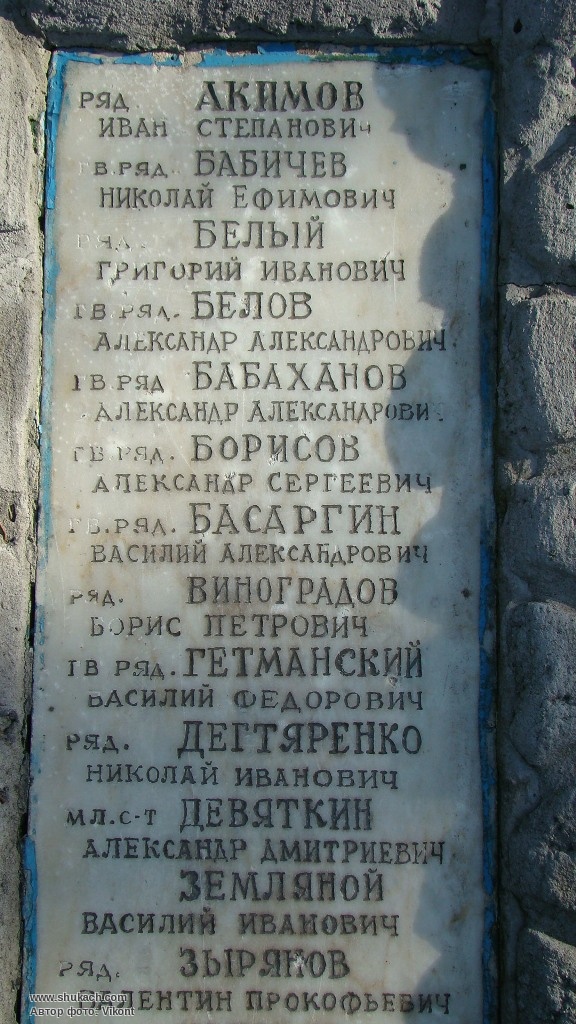 РЯД АКИМОВ
ИВАН СТЕПАНОВИЧ
ГВ.РЯД. БАБИЧЕВ
НИКОЛАЙ ЕФИМОВИЧ
РЯД. БЕЛЫЙ
ГРИГОРИЙ ИВАНОВИЧ
ГВ.РЯД. БЕЛОВ
АЛЕКСАНДР АЛЕКСАНДРОВИЧ
ГВ.РЯД БАБАХАНОВ
АЛЕКСАНДР АЛЕКСАНДРОВИЧ
ГВ.РЯД. БОРИСОВ
АЛЕКСАНДР СЕРГЕЕВИЧ
ГВ.РЯД. БАСАРГИН
ВАСИЛИЙ АЛЕКСАНДРОВИЧ
РЯД. ВИНОГРАДОВ
БОРИС ПЕТРОВИЧ
ГВ РЯД. ГЕТМАНСКИЙ
ВАСИЛИЙ ФЕДОРОВИЧ
РЯД. ДЕГТЯРЕНКО
НИКОЛАЙ ИВАНОВИЧ
МЛ.С-Т ДЕВЯТКИН
АЛЕКСАНДР ДМИТРИЕВИЧ
ЗЕМЛЯНОЙ
ВАСИЛИЙ ИВАНОВИЧ
РЯД. ЗЫРЯНОВ
ВАЛЕНТИН ПРОКОФЬЕВИЧ
www.shukach.com
Автор фото: Vikont